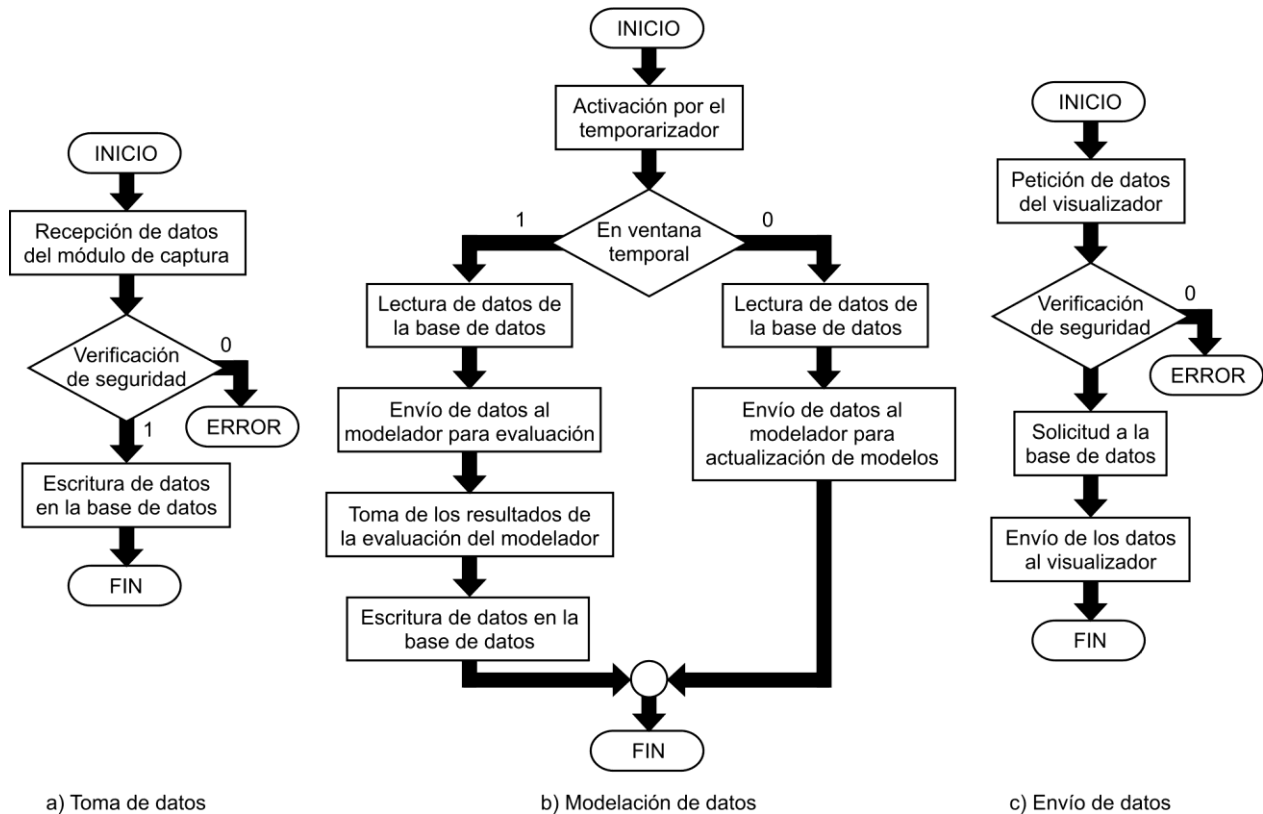 INICIO
Recepción de datos
del módulo de captura
Verificación
de seguridad
0
ERROR
1
Escritura de datos
en la base de datos
FIN
a) Toma de datos
INICIO
Activación por el
temporarizador
En ventana
temporal
1
0
Lectura de datos de
la base de datos
Envío de datos al
modelador para evaluación
Toma de los resultados de
la evaluación del modelador
Escritura de datos en la
base de datos
Lectura de datos de
la base de datos
Envío de datos al
modelador para
actualización de modelos
FIN
b) Modelación de datos
INICIO
Petición de datos
del visualizador
Verificación
de seguridad
0
ERROR
Solicitud a la
base de datos
Envío de los datos
al visualizador
FIN
c) Envío de datos